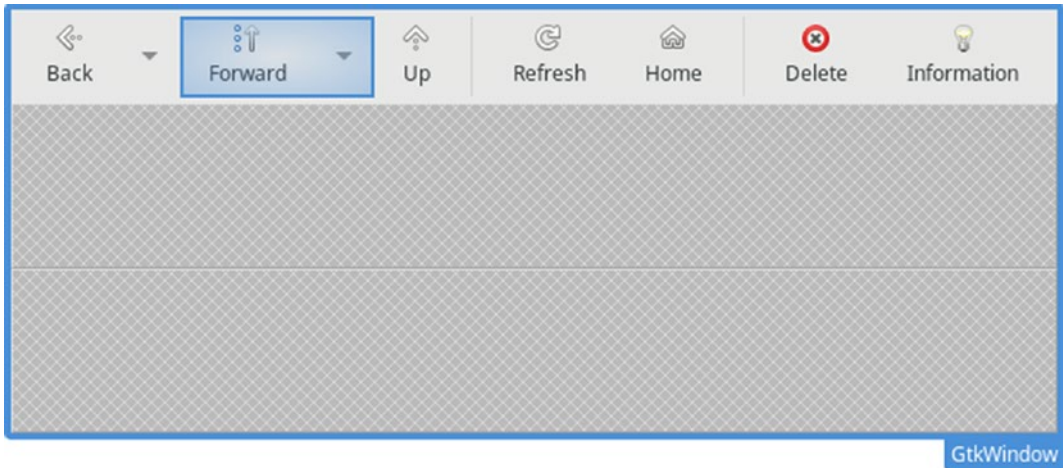 Back
Forward
Up
Refresh
Home
Delete
Information
GtkWindow